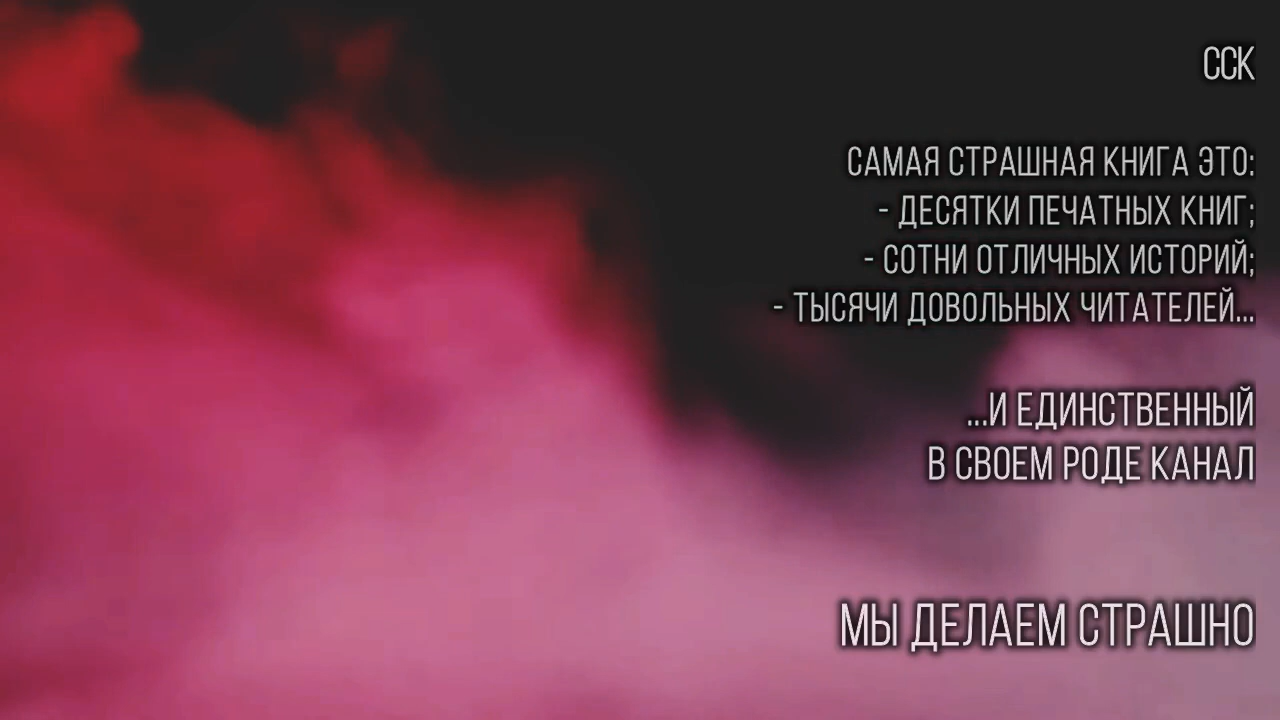 ССК
САМАЯ СТРАШНАЯ КНИГА ЭТО:
- ДЕСЯТКИ ПЕЧАТНЫХ КНИГ;
- СОТНИ ОТЛИЧНЫХ ИСТОРИЙ;
- ТЫСЯЧИ ДОВОЛЬНЫХ ЧИТАТЕЛЕЙ...
...И ЕДИНСТВЕННЫЙ
В СВОЕМ РОДЕ КАНАЛ
МЫ ДЕЛАЕМ СТРАШНО